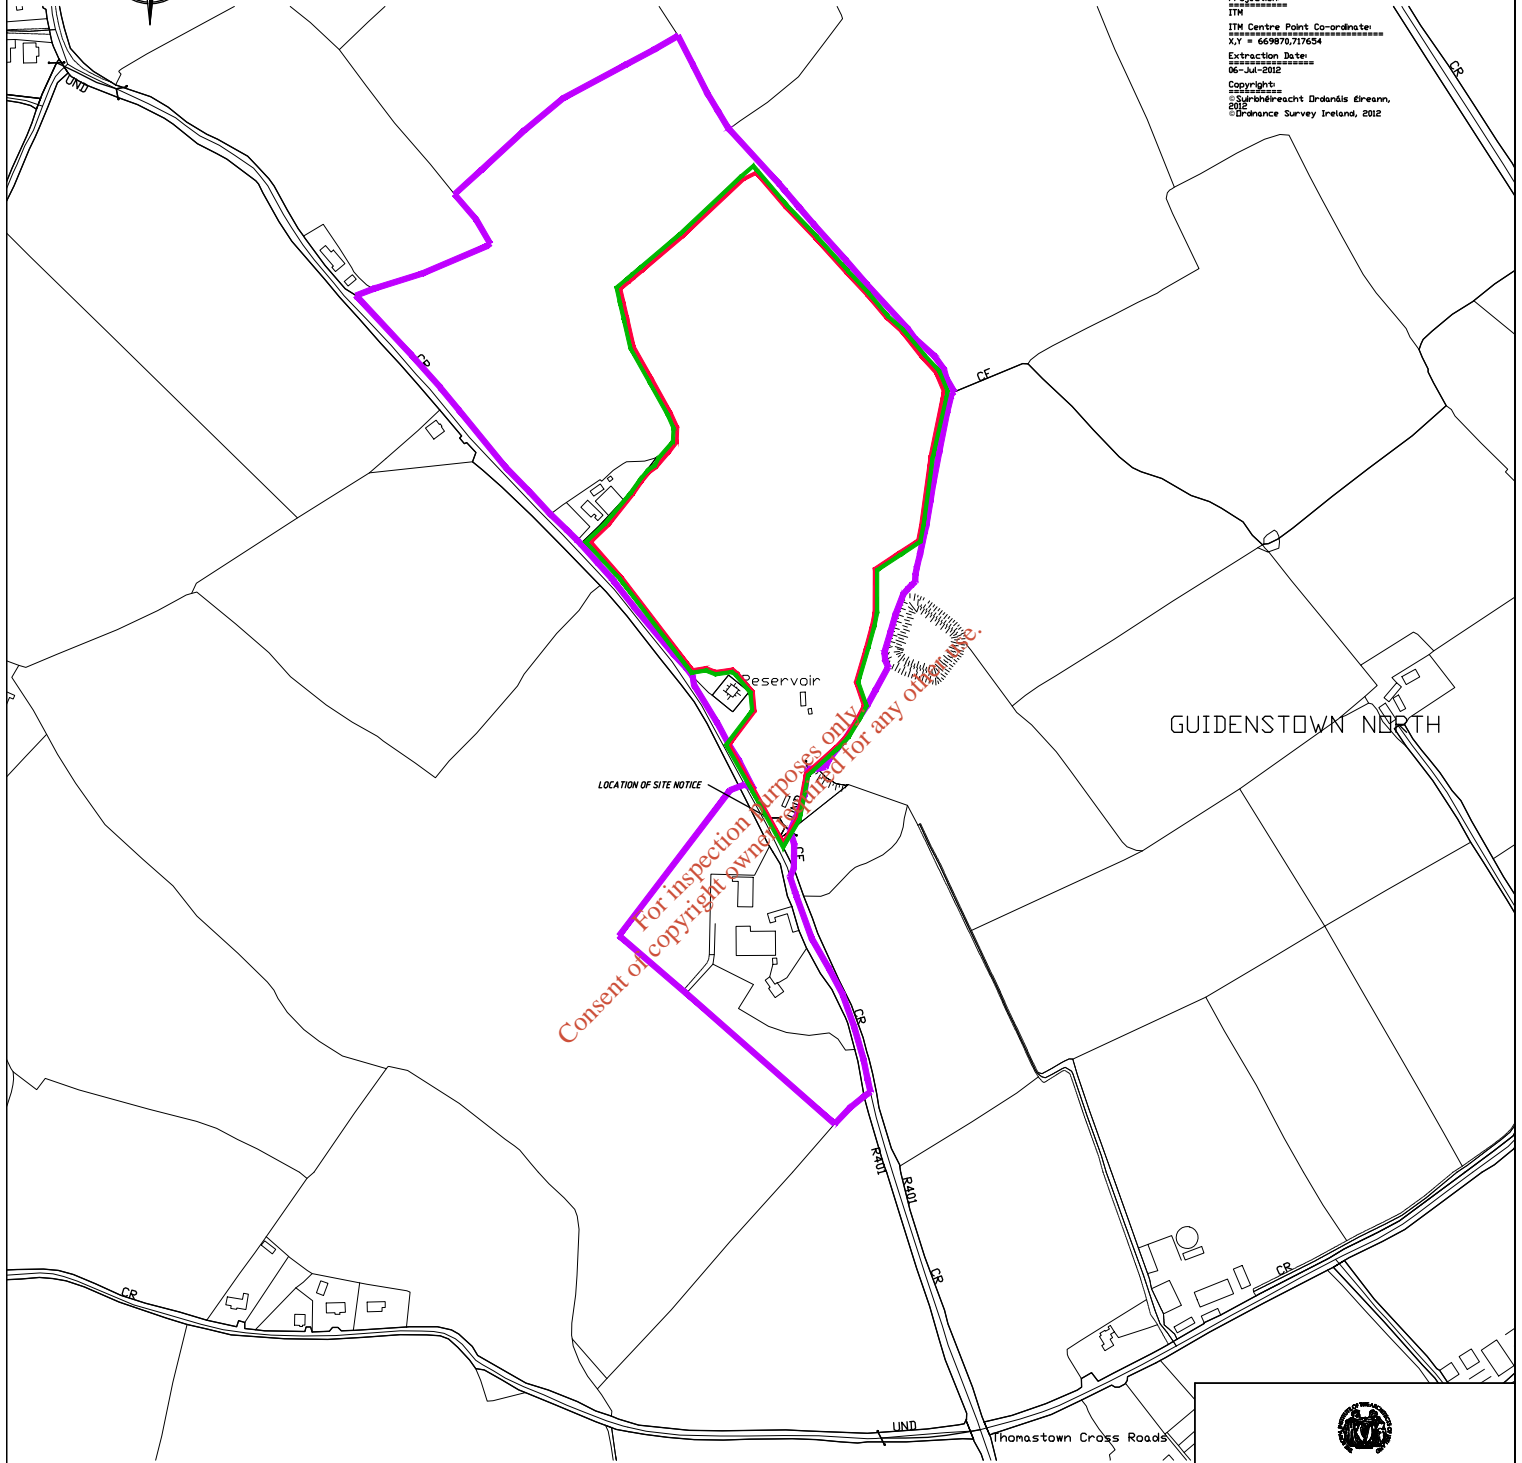 ITM
ITM Centre Point Co-ordinate:
X,Y = 669870,717654
Extraction Date:
06-Jul-2012
Copyright:
©Suirbhéireacht Ordanáis Éireann,
2012
©Ordnance Survey Ireland, 2012
CR
UND
CR
CF
Reservoir
GUIDENSTOWN NORTH
LOCATION OF SITE NOTICE
CF
For inspection purposes only.
Consent of copyright owner required for any other use.
CR
R401
R401
CR
CR
CR
UND
Thomastown Cross Roads